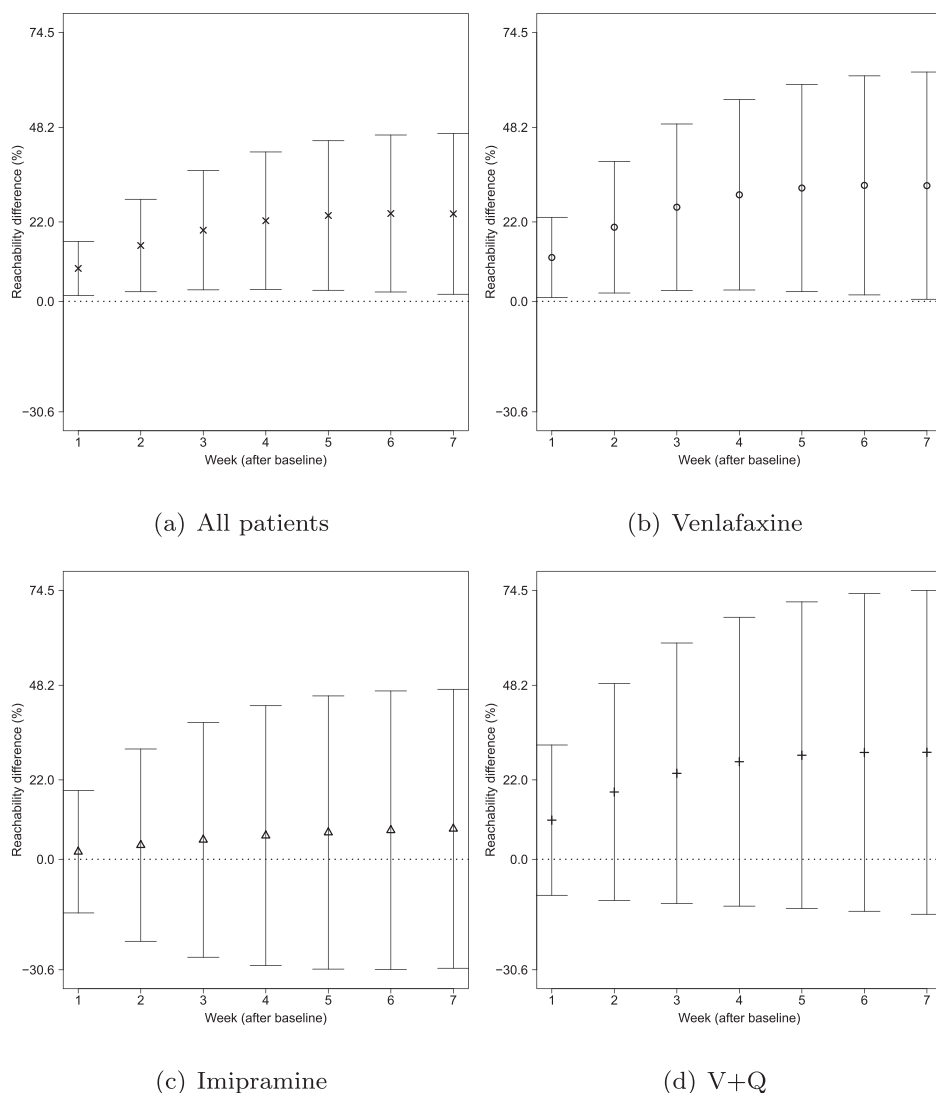 74.5
48.2
22.0
0.0
−30.6
Reachability difference (%)
1 2 3 4 5 6 7
Week (after baseline)
(a) All patients
74.5
48.2
22.0
0.0
−30.6
Reachability difference (%)
1 2 3 4 5 6 7
Week (after baseline)
(b) Venlafaxine
74.5
48.2
22.0
0.0
−30.6
Reachability difference (%)
1 2 3 4 5 6 7
Week (after baseline)
(c) Imipramine
74.5
48.2
22.0
0.0
−30.6
Reachability difference (%)
1 2 3 4 5 6 7
Week (after baseline)
(d) V+Q